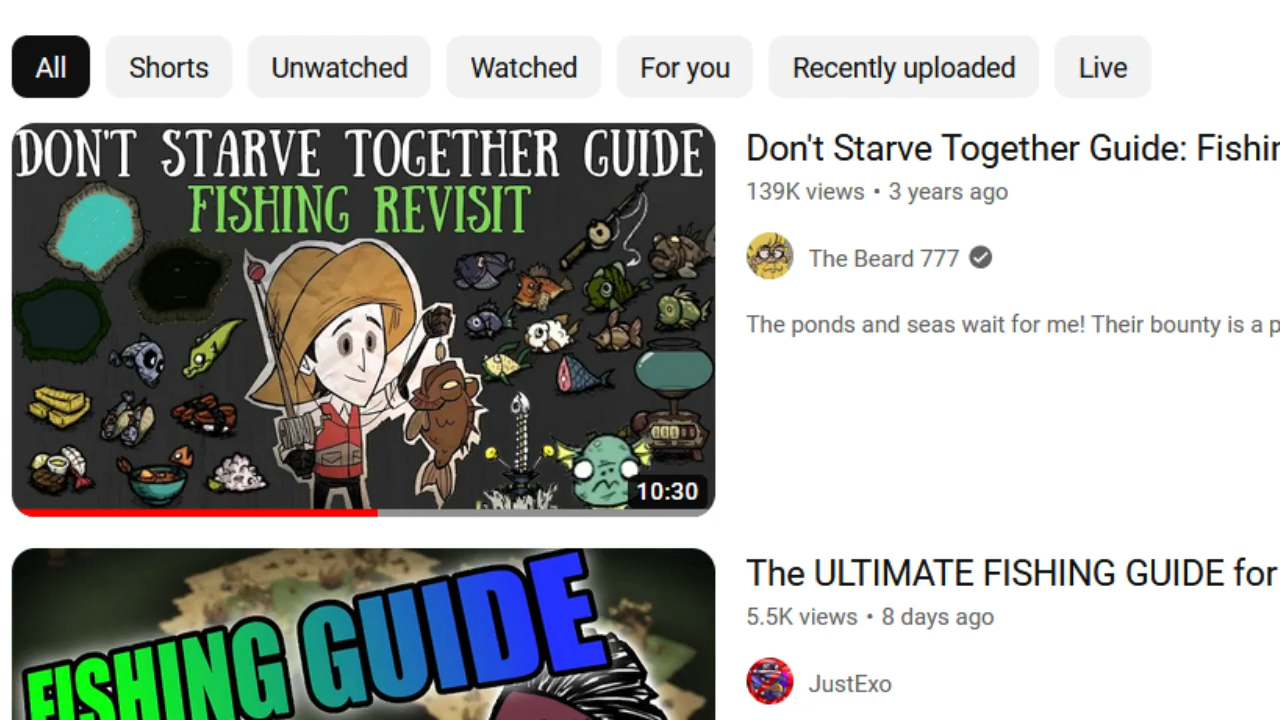 All
Shorts
Unwatched
Watched
For you
Recently uploaded
Live
DON'T STARVE TOGETHER GUIDE
FISHING REVISIT
10:30
Don't Starve Together Guide: Fishin
139K views • 3 years ago
The Beard 777
The ponds and seas wait for me! Their bounty is a p
FISHING GUIDE
The ULTIMATE FISHING GUIDE for
5.5K views • 8 days ago
JustExo